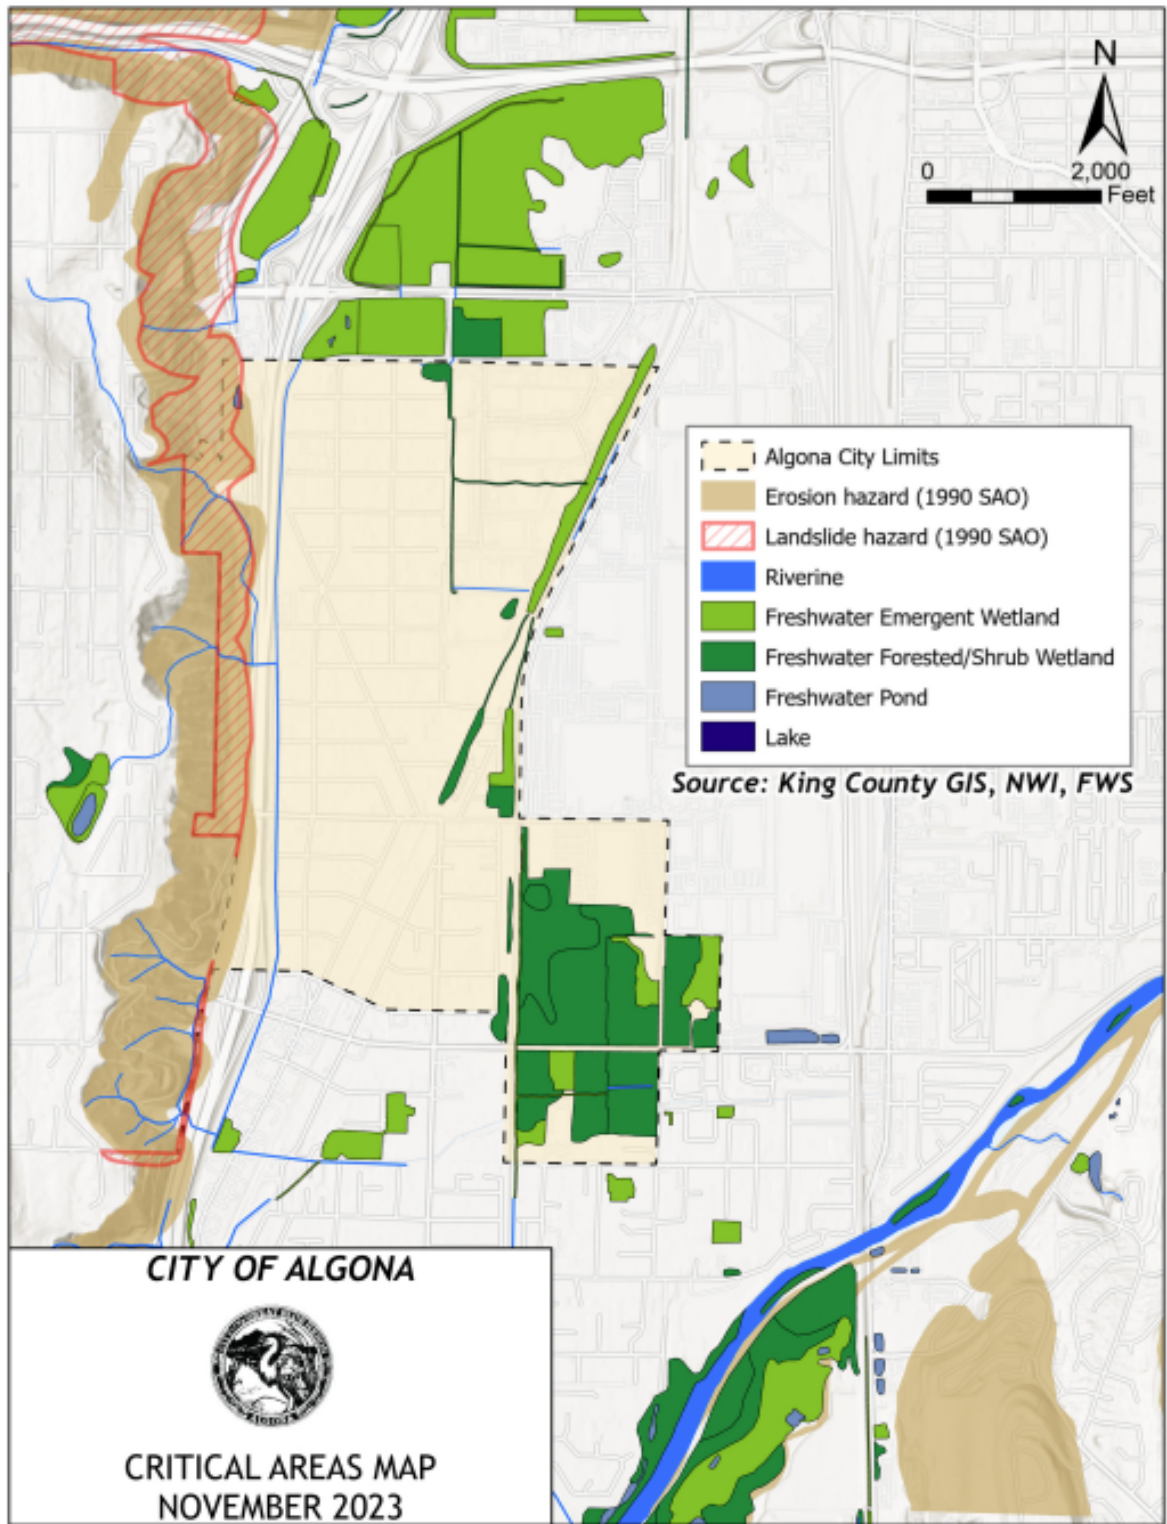 N
0 2,000
Feet
Algona City Limits
Erosion hazard (1990 SAO)
Landslide hazard (1990 SAO)
Riverine
Freshwater Emergent Wetland
Freshwater Forested/Shrub Wetland
Freshwater Pond
Lake
Source: King County GIS, NWI, FWS
CITY OF ALGONA
ALGONA
CRITICAL AREAS MAP
NOVEMBER 2023